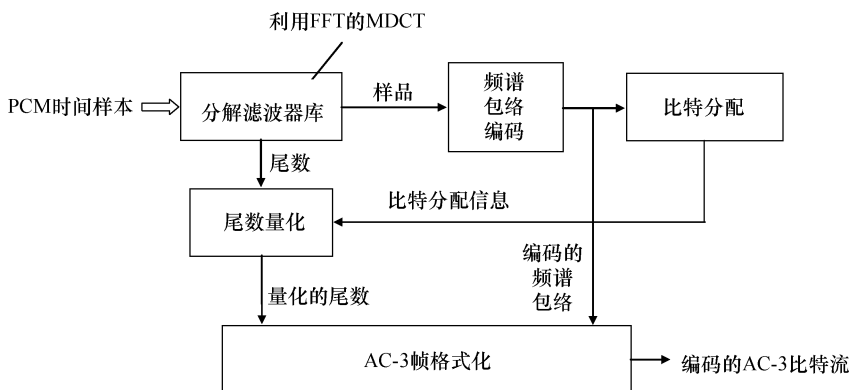 利用FFT的MDCT
PCM时间样本
分解滤波器库
样品
频谱
包络
编码
比特分配
尾数
尾数量化
比特分配信息
编码的
频谱
包络
量化的尾数
AC-3帧格式化
编码的AC-3比特流